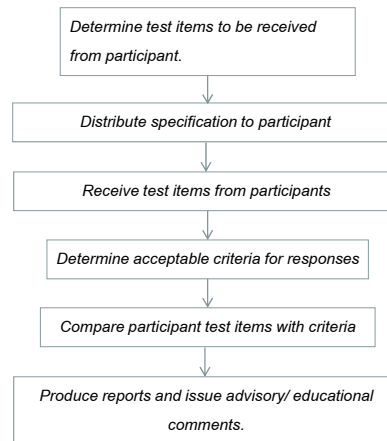 Determine test items to be received
from participant.
Distribute specification to participant
Receive test items from participants
Determine acceptable criteria for responses
Compare participant test items with criteria
Produce reports and issue advisory/ educational
comments.